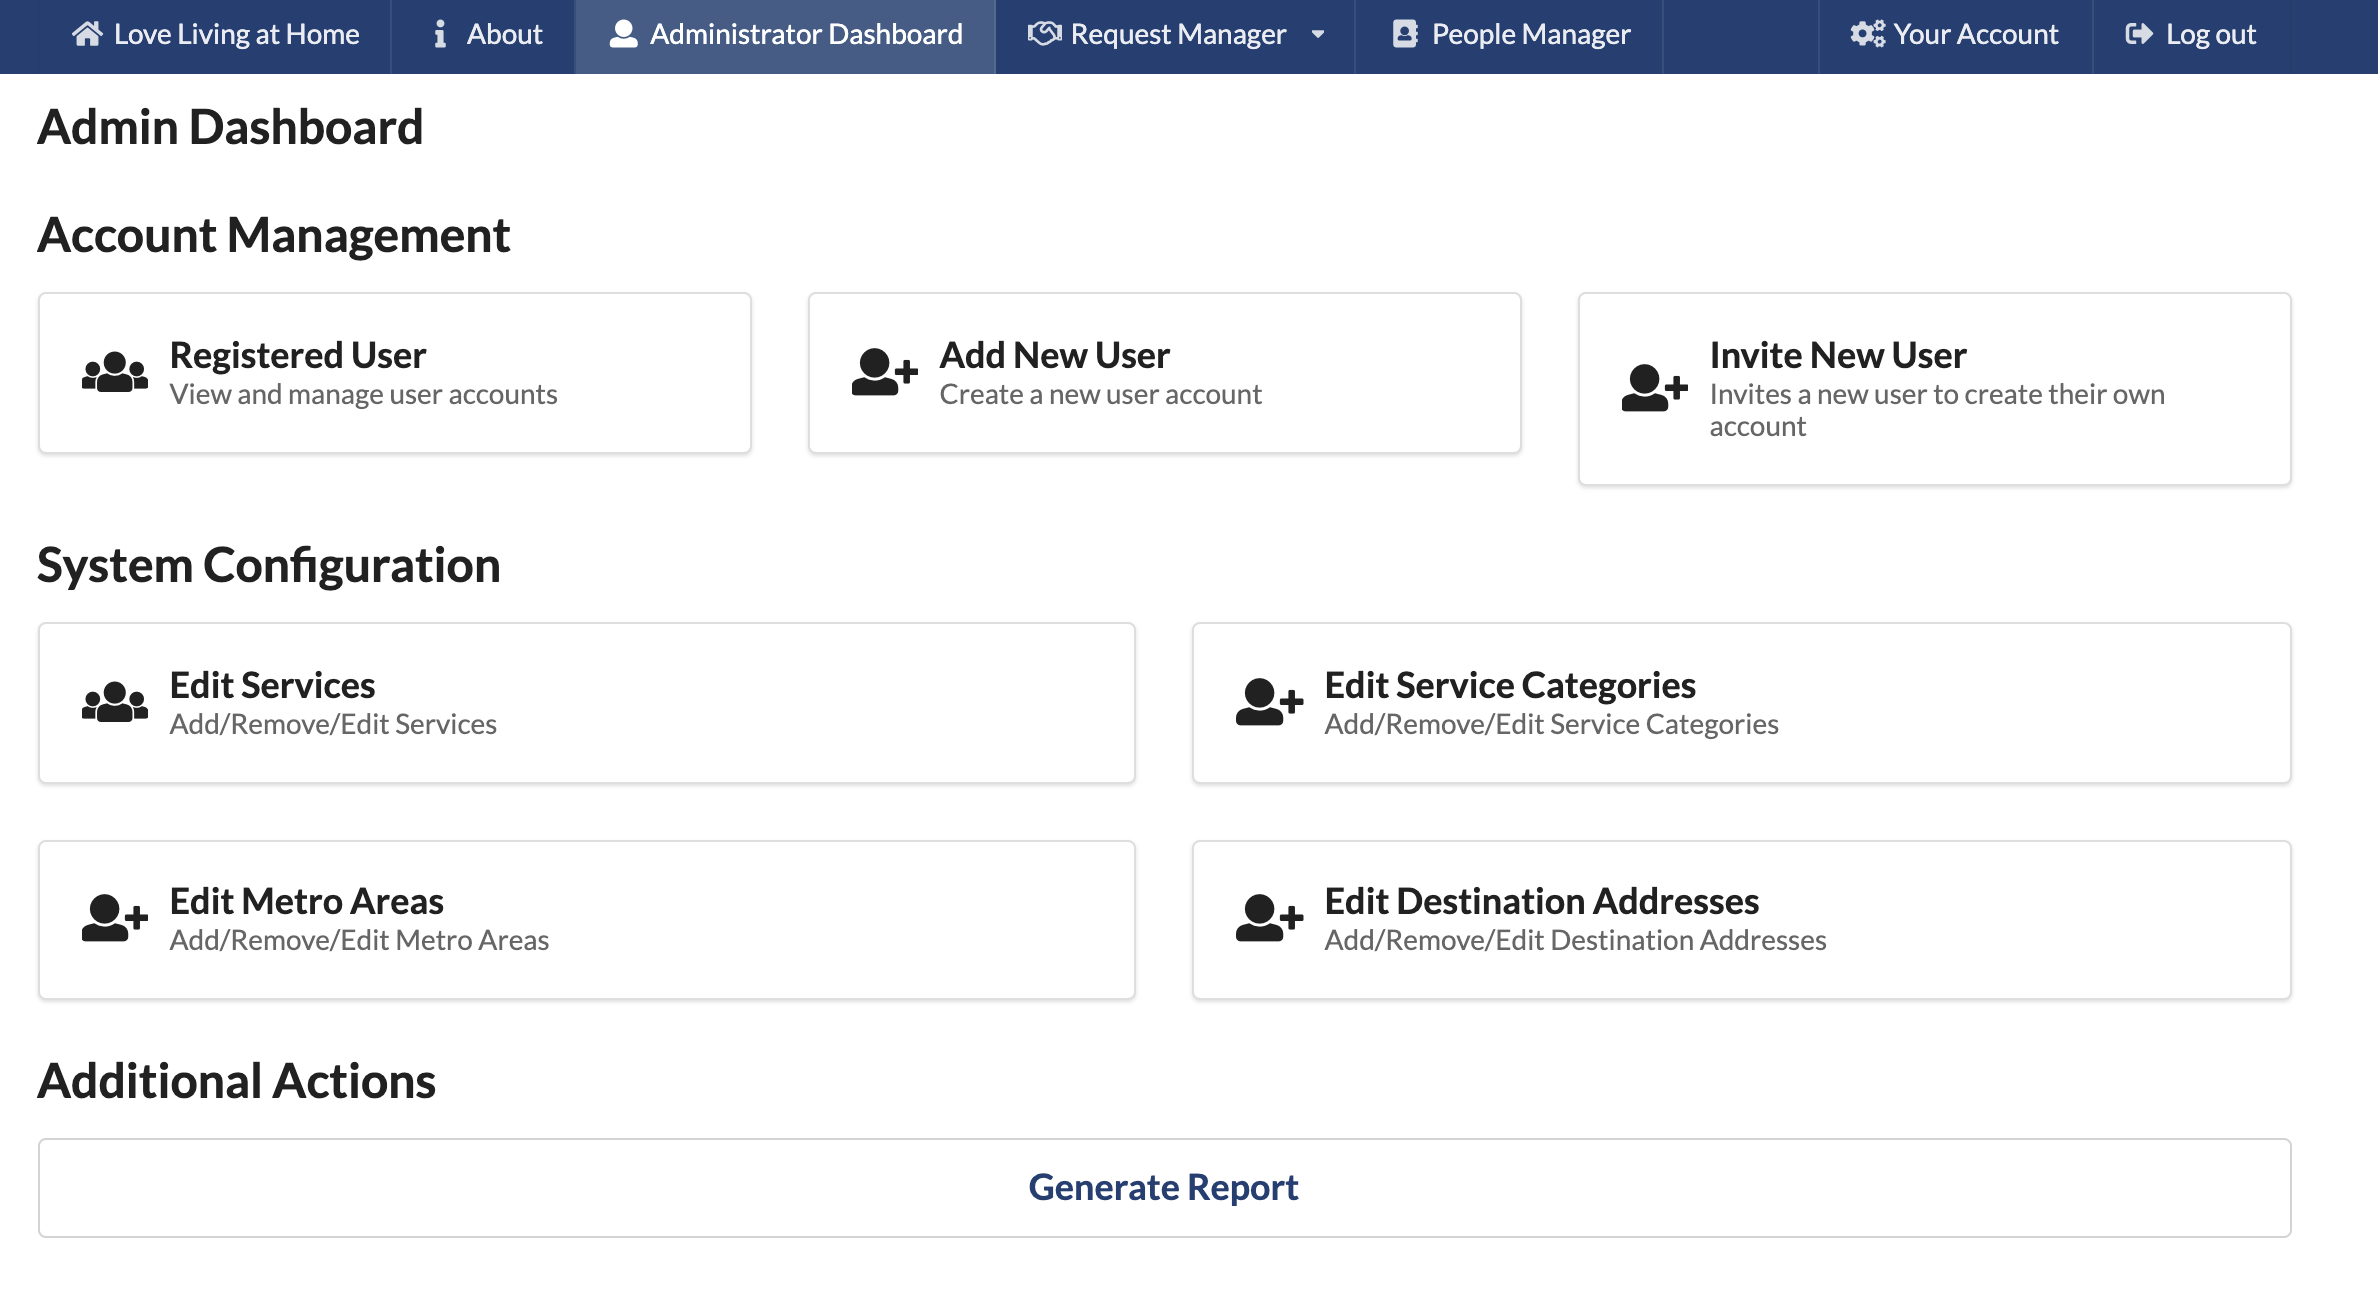 Love Living at Home About Administrator Dashboard Request Manager People Manager Your Account Log out
Admin Dashboard
Account Management
Registered User
View and manage user accounts
Add New User
Create a new user account
Invite New User
Invites a new user to create their own
account
System Configuration
Edit Services
Add/Remove/Edit Services
Edit Service Categories
Add/Remove/Edit Service Categories
Edit Metro Areas
Add/Remove/Edit Metro Areas
Edit Destination Addresses
Add/Remove/Edit Destination Addresses
Additional Actions
Generate Report